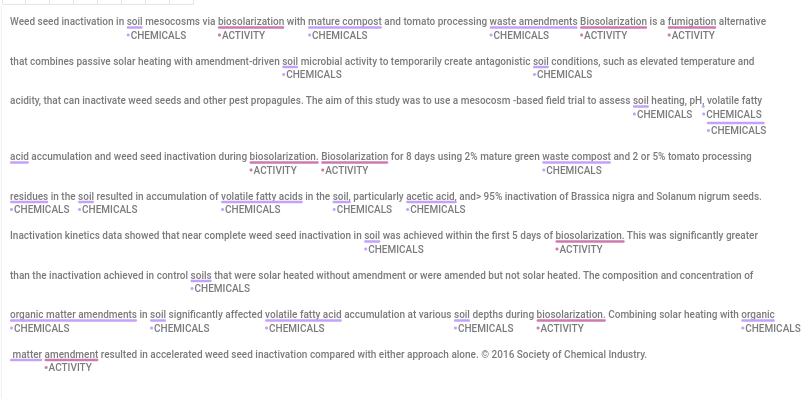 Weed seed inactivation in soil mesocosms via biosolarization with mature compost and tomato processing waste amendments Biosolarization is a fumigation alternative
•CHEMICALS •ACTIVITY •CHEMICALS •CHEMICALS •ACTIVITY •ACTIVITY
that combines passive solar heating with amendment-driven soil microbial activity to temporarily create antagonistic soil conditions, such as elevated temperature and
•CHEMICALS •CHEMICALS
acidity, that can inactivate weed seeds and other pest propagules. The aim of this study was to use a mesocosm -based field trial to assess soil heating, pH, volatile fatty
•CHEMICALS •CHEMICALS
•CHEMICALS
acid accumulation and weed seed inactivation during biosolarization. Biosolarization for 8 days using 2% mature green waste compost and 2 or 5% tomato processing
•ACTIVITY •ACTIVITY •CHEMICALS
residues in the soil resulted in accumulation of volatile fatty acids in the soil, particularly acetic acid, and> 95% inactivation of Brassica nigra and Solanum nigrum seeds.
•CHEMICALS •CHEMICALS •CHEMICALS •CHEMICALS •CHEMICALS
Inactivation kinetics data showed that near complete weed seed inactivation in soil was achieved within the first 5 days of biosolarization. This was significantly greater
•CHEMICALS •ACTIVITY
than the inactivation achieved in control soils that were solar heated without amendment or were amended but not solar heated. The composition and concentration of
•CHEMICALS
organic matter amendments in soil significantly affected volatile fatty acid accumulation at various soil depths during biosolarization. Combining solar heating with organic
•CHEMICALS •CHEMICALS •CHEMICALS •CHEMICALS •ACTIVITY •CHEMICALS
matter amendment resulted in accelerated weed seed inactivation compared with either approach alone. © 2016 Society of Chemical Industry.
•ACTIVITY